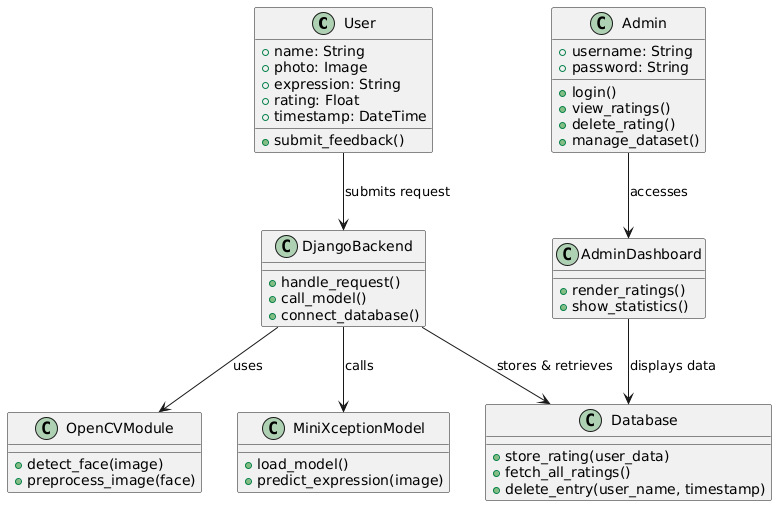 C User
+ name: String
+ photo: Image
+ expression: String
+ rating: Float
+ timestamp: DateTime
submit_feedback()
C Admin
username: String
password: String
login()
view_ratings()
delete_rating()
manage_dataset()
submits request
accesses
C DjangoBackend
handle_request()
call_model()
connect_database()
C AdminDashboard
render_ratings()
show_statistics()
uses
calls
stores & retrieves
displays data
C OpenCVModule
detect_face(image)
preprocess_image(face)
C MiniXceptionModel
load_model()
predict_expression(image)
C Database
store_rating(user_data)
fetch_all_ratings()
delete_entry(user_name, timestamp)